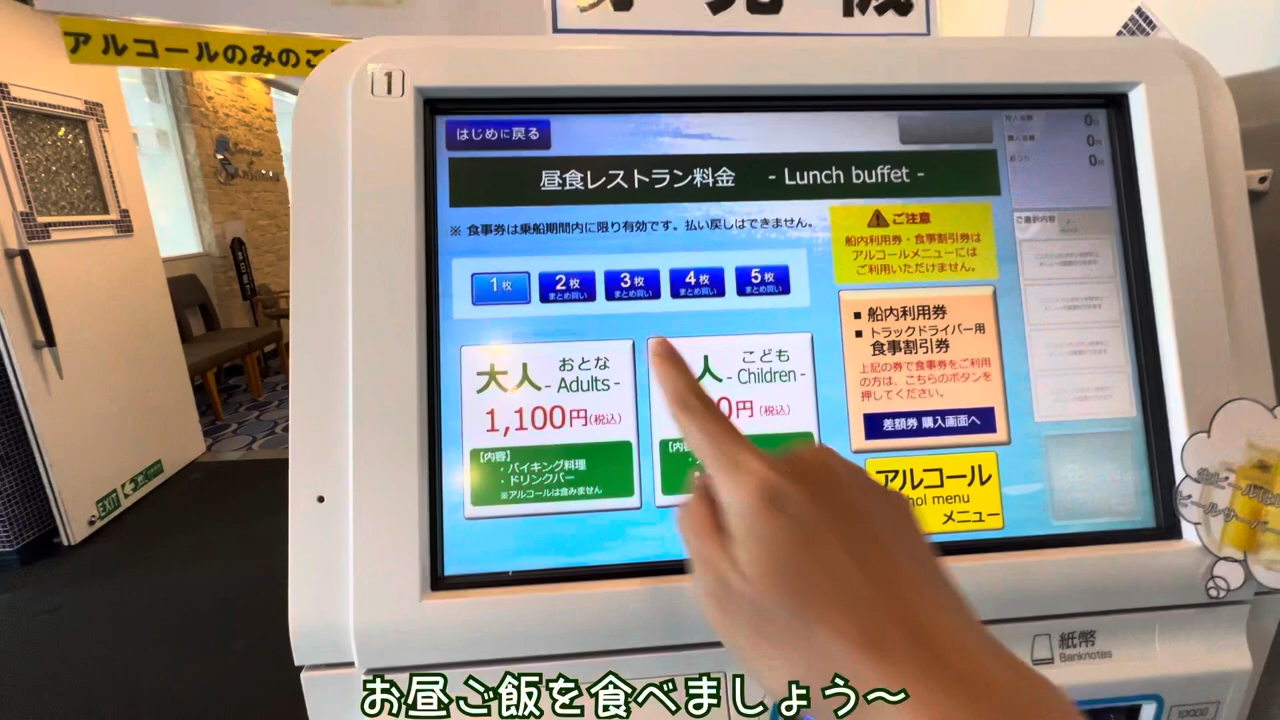 アルコールのみのご
1
はじめに戻る
0円
0円
0円
昼食レストラン料金 - Lunch buffet -
※ 食事券は乗船期間内に限り有効です。払い戻しはできません。
ご注意
船内利用券・食事割引券は
アルコールメニューには
ご利用いただけません。
ご選択内容
1枚
2枚 まとめ買い
3枚 まとめ買い
4枚 まとめ買い
5枚 まとめ買い
大人 おとな
- Adults -
1,100円(税込)
【内容】
・バイキング料理
・ドリンクバー
※アルコールは含みません
人 こども
- Children -
0円(税込)
【内
■ 船内利用券
■ トラックドライバー用
食事割引券
上記の券で食事券をご利用
の方は、こちらのボタンを
押してください。
差額券 購入画面へ
アルコール
hol menu
メニュー
EXIT
紙幣
Banknotes
お昼ご飯を食べましょう〜